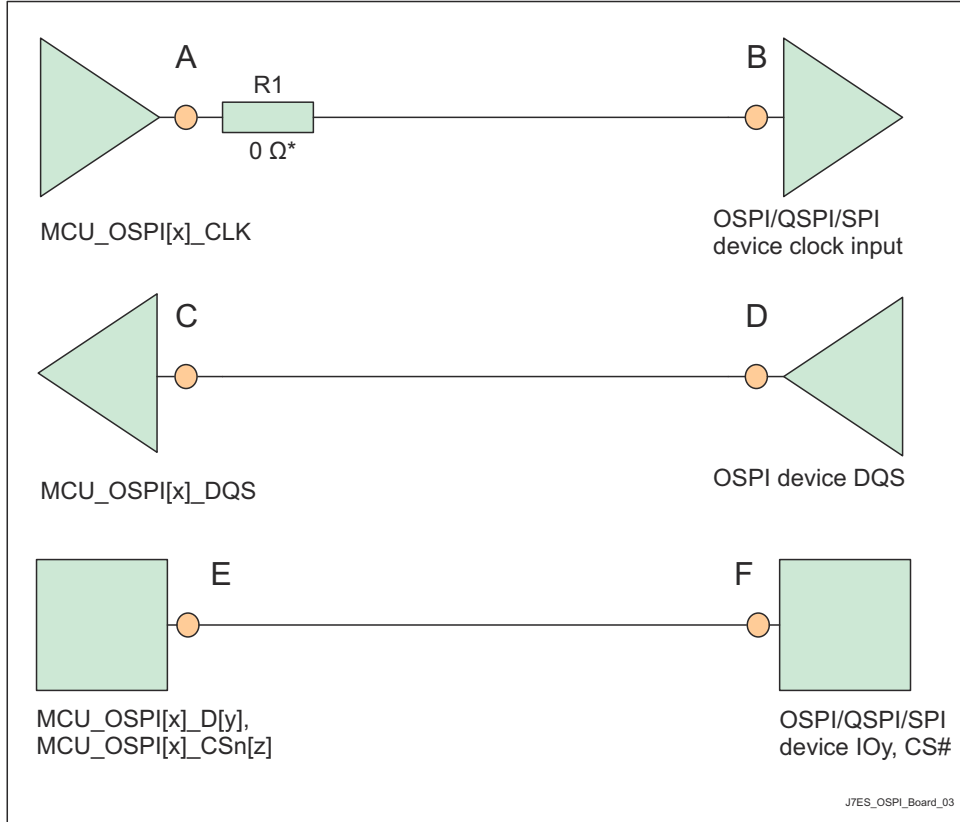 A
B
R1
0 Ω*
MCU_OSPI[x]_CLK
OSPI/QSPI/SPI
device clock input
C
D
MCU_OSPI[x]_DQS
OSPI device DQS
E
F
MCU_OSPI[x]_D[y],
MCU_OSPI[x]_CSn[z]
OSPI/QSPI/SPI
device IOy, CS#
J7ES_OSPI_Board_03